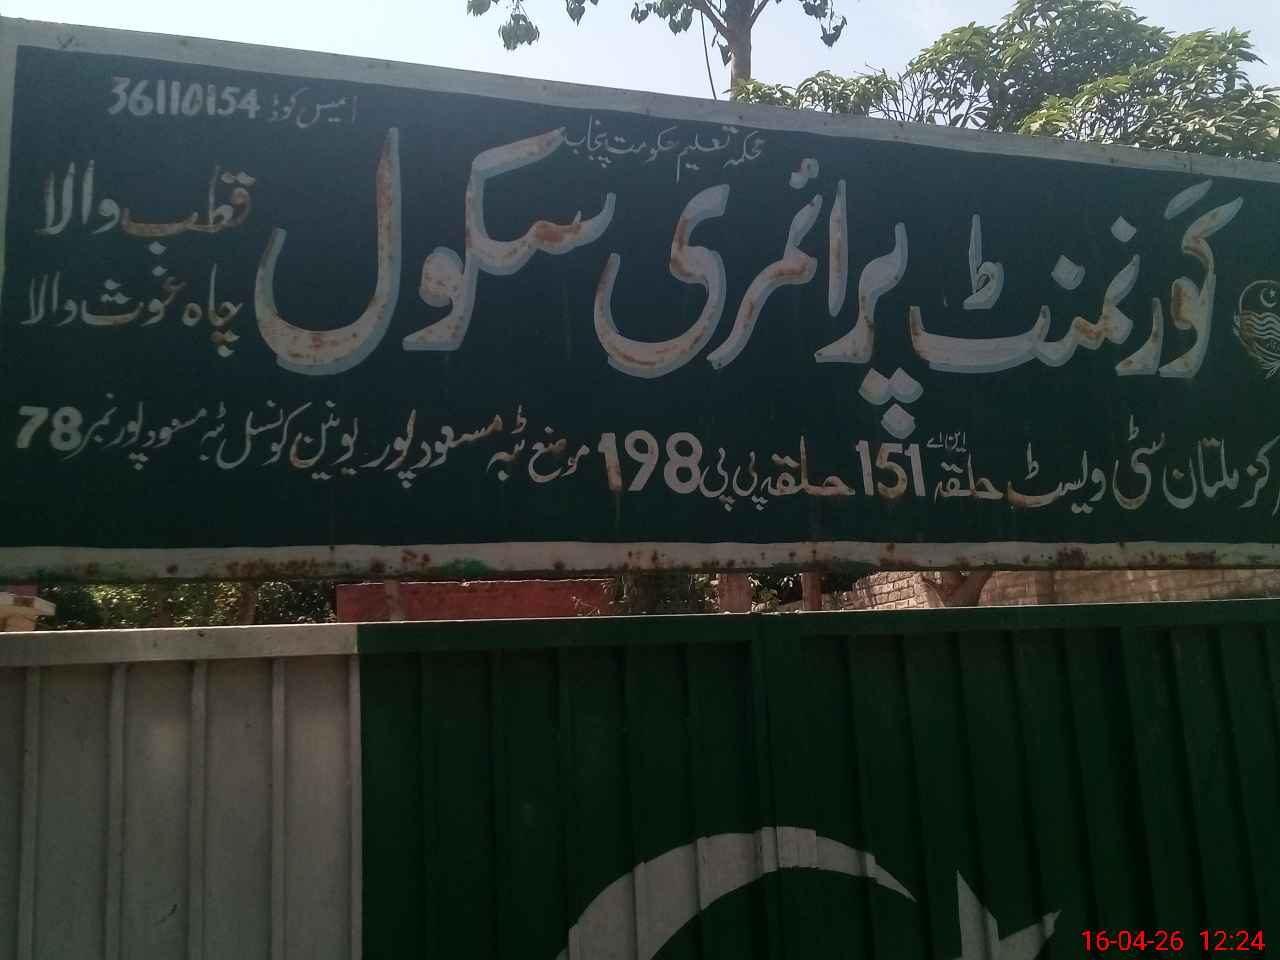 ایمس کوڈ 36110154
محکمہ تعلیم حکومت پنجاب
گورنمنٹ پرائمری سکول
قطب والا
چاہ غوث والا
مرکز ملتان سٹی ویسٹ حلقہ این اے 151 حلقہ پی پی 198 موضع ٹبہ مسعود پور یونین کونسل ٹبہ مسعود پور نمبر 78
16-04-26 12:24